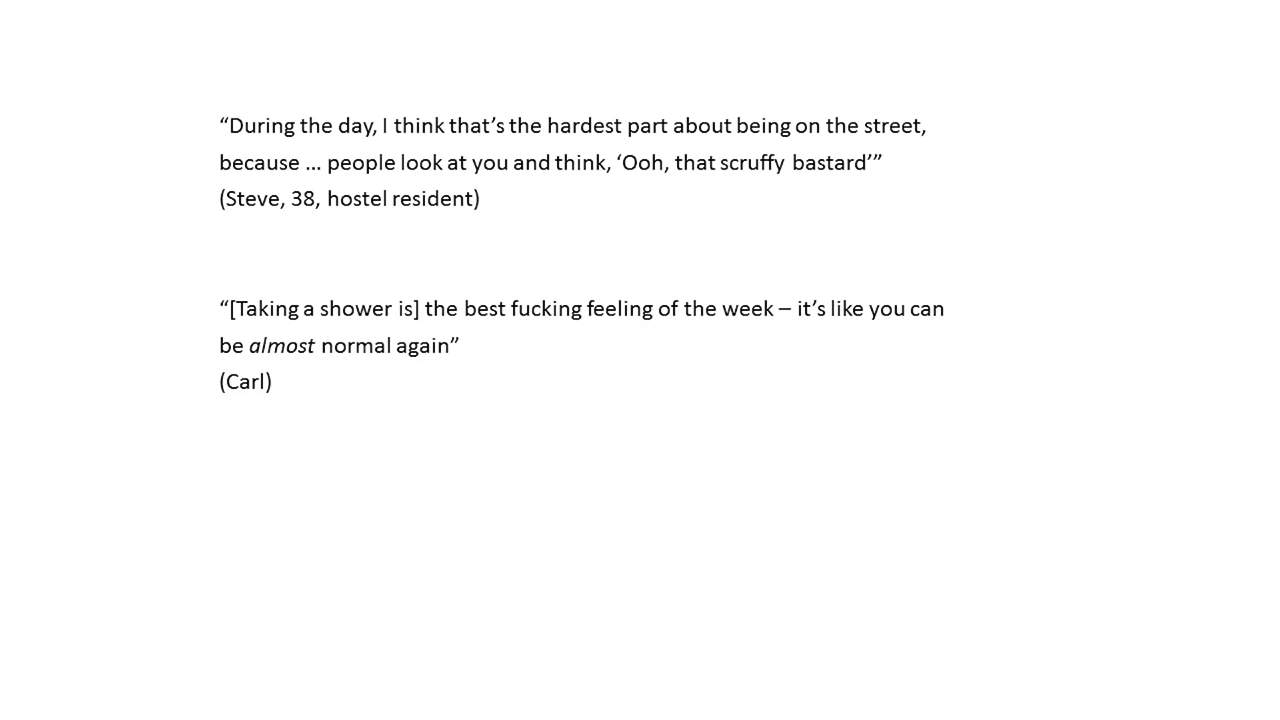 “During the day, I think that’s the hardest part about being on the street,
because ... people look at you and think, ‘Ooh, that scruffy bastard’”
(Steve, 38, hostel resident)
“[Taking a shower is] the best fucking feeling of the week – it’s like you can
be almost normal again”
(Carl)